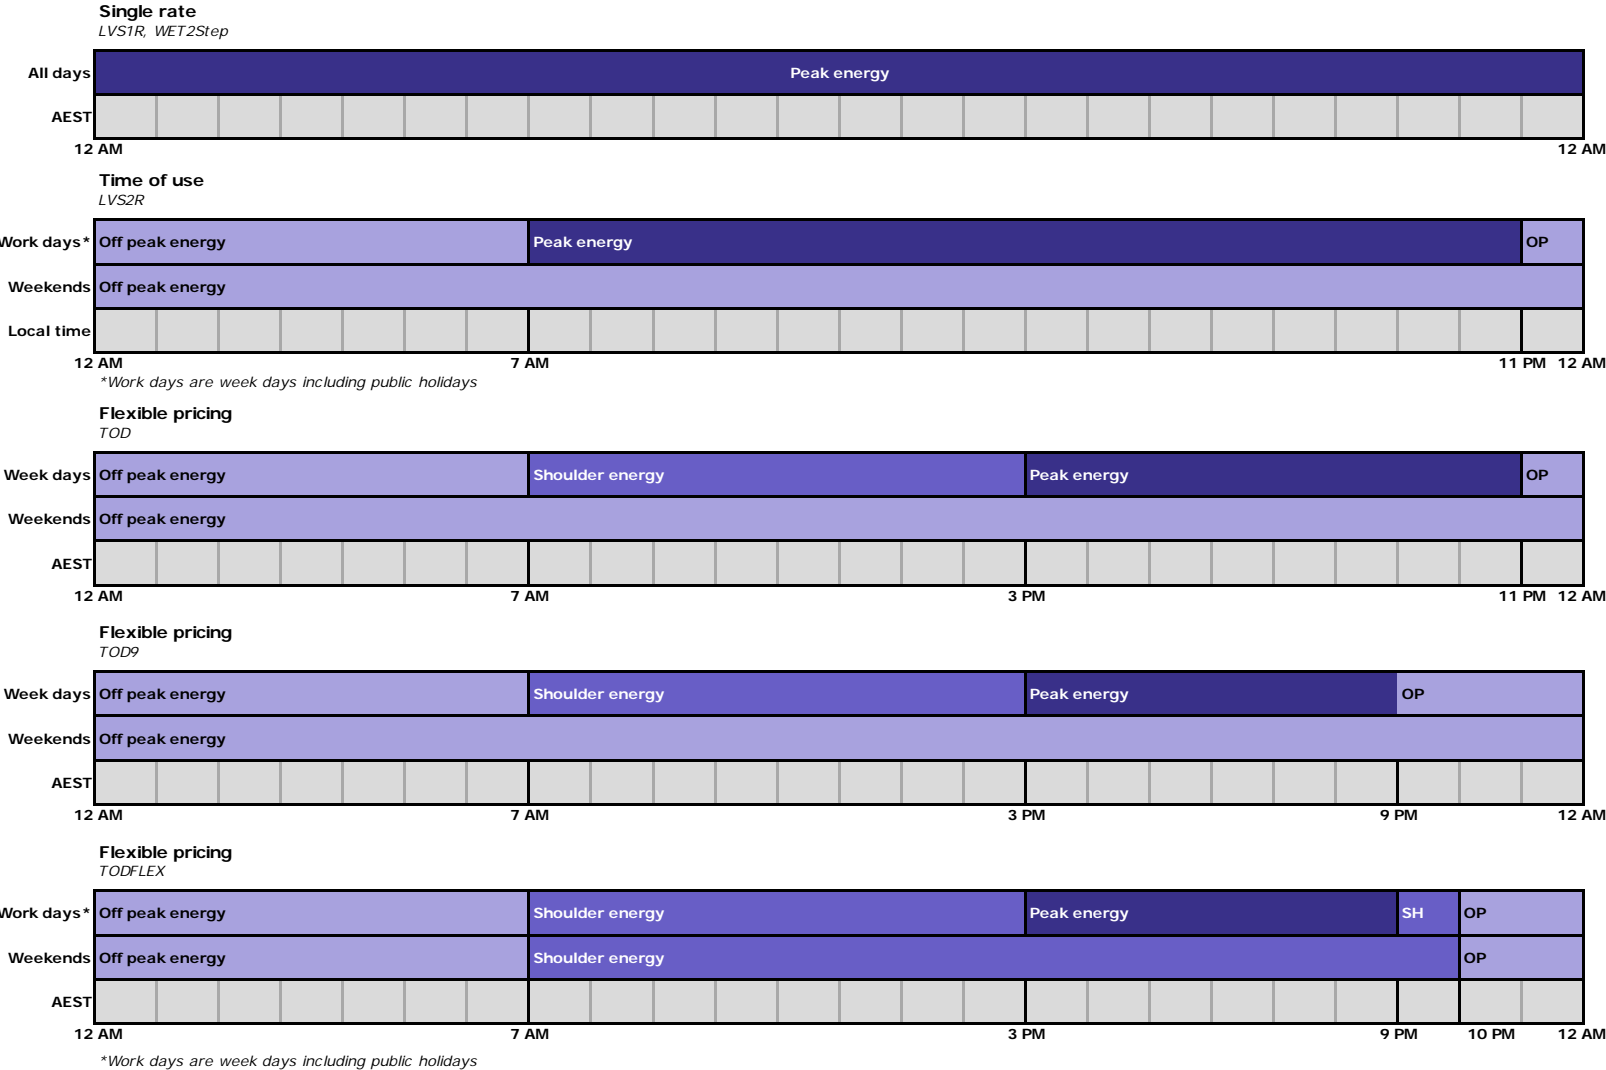 Single rate
LVS1R, WET2Step
All days Peak energy
AEST
12 AM 12 AM
Time of use
LVS2R
Work days* Off peak energy Peak energy OP
Weekends Off peak energy
Local time
12 AM 7 AM 11 PM 12 AM
*Work days are week days including public holidays
Flexible pricing
TOD
Week days Off peak energy Shoulder energy Peak energy OP
Weekends Off peak energy
AEST
12 AM 7 AM 3 PM 11 PM 12 AM
Flexible pricing
TOD9
Week days Off peak energy Shoulder energy Peak energy OP
Weekends Off peak energy
AEST
12 AM 7 AM 3 PM 9 PM 12 AM
Flexible pricing
TODFLEX
Work days* Off peak energy Shoulder energy Peak energy SH OP
Weekends Off peak energy Shoulder energy OP
AEST
12 AM 7 AM 3 PM 9 PM 10 PM 12 AM
*Work days are week days including public holidays